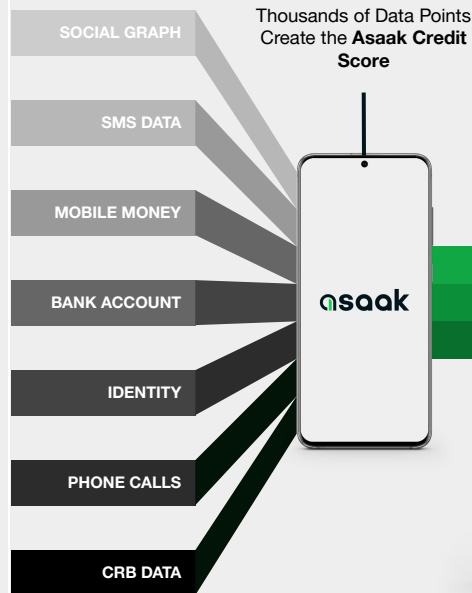 Thousands of Data Points
Create the Asaak Credit
Score
SOCIAL GRAPH
SMS DATA
MOBILE MONEY
BANK ACCOUNT
IDENTITY
PHONE CALLS
CRB DATA
asaak